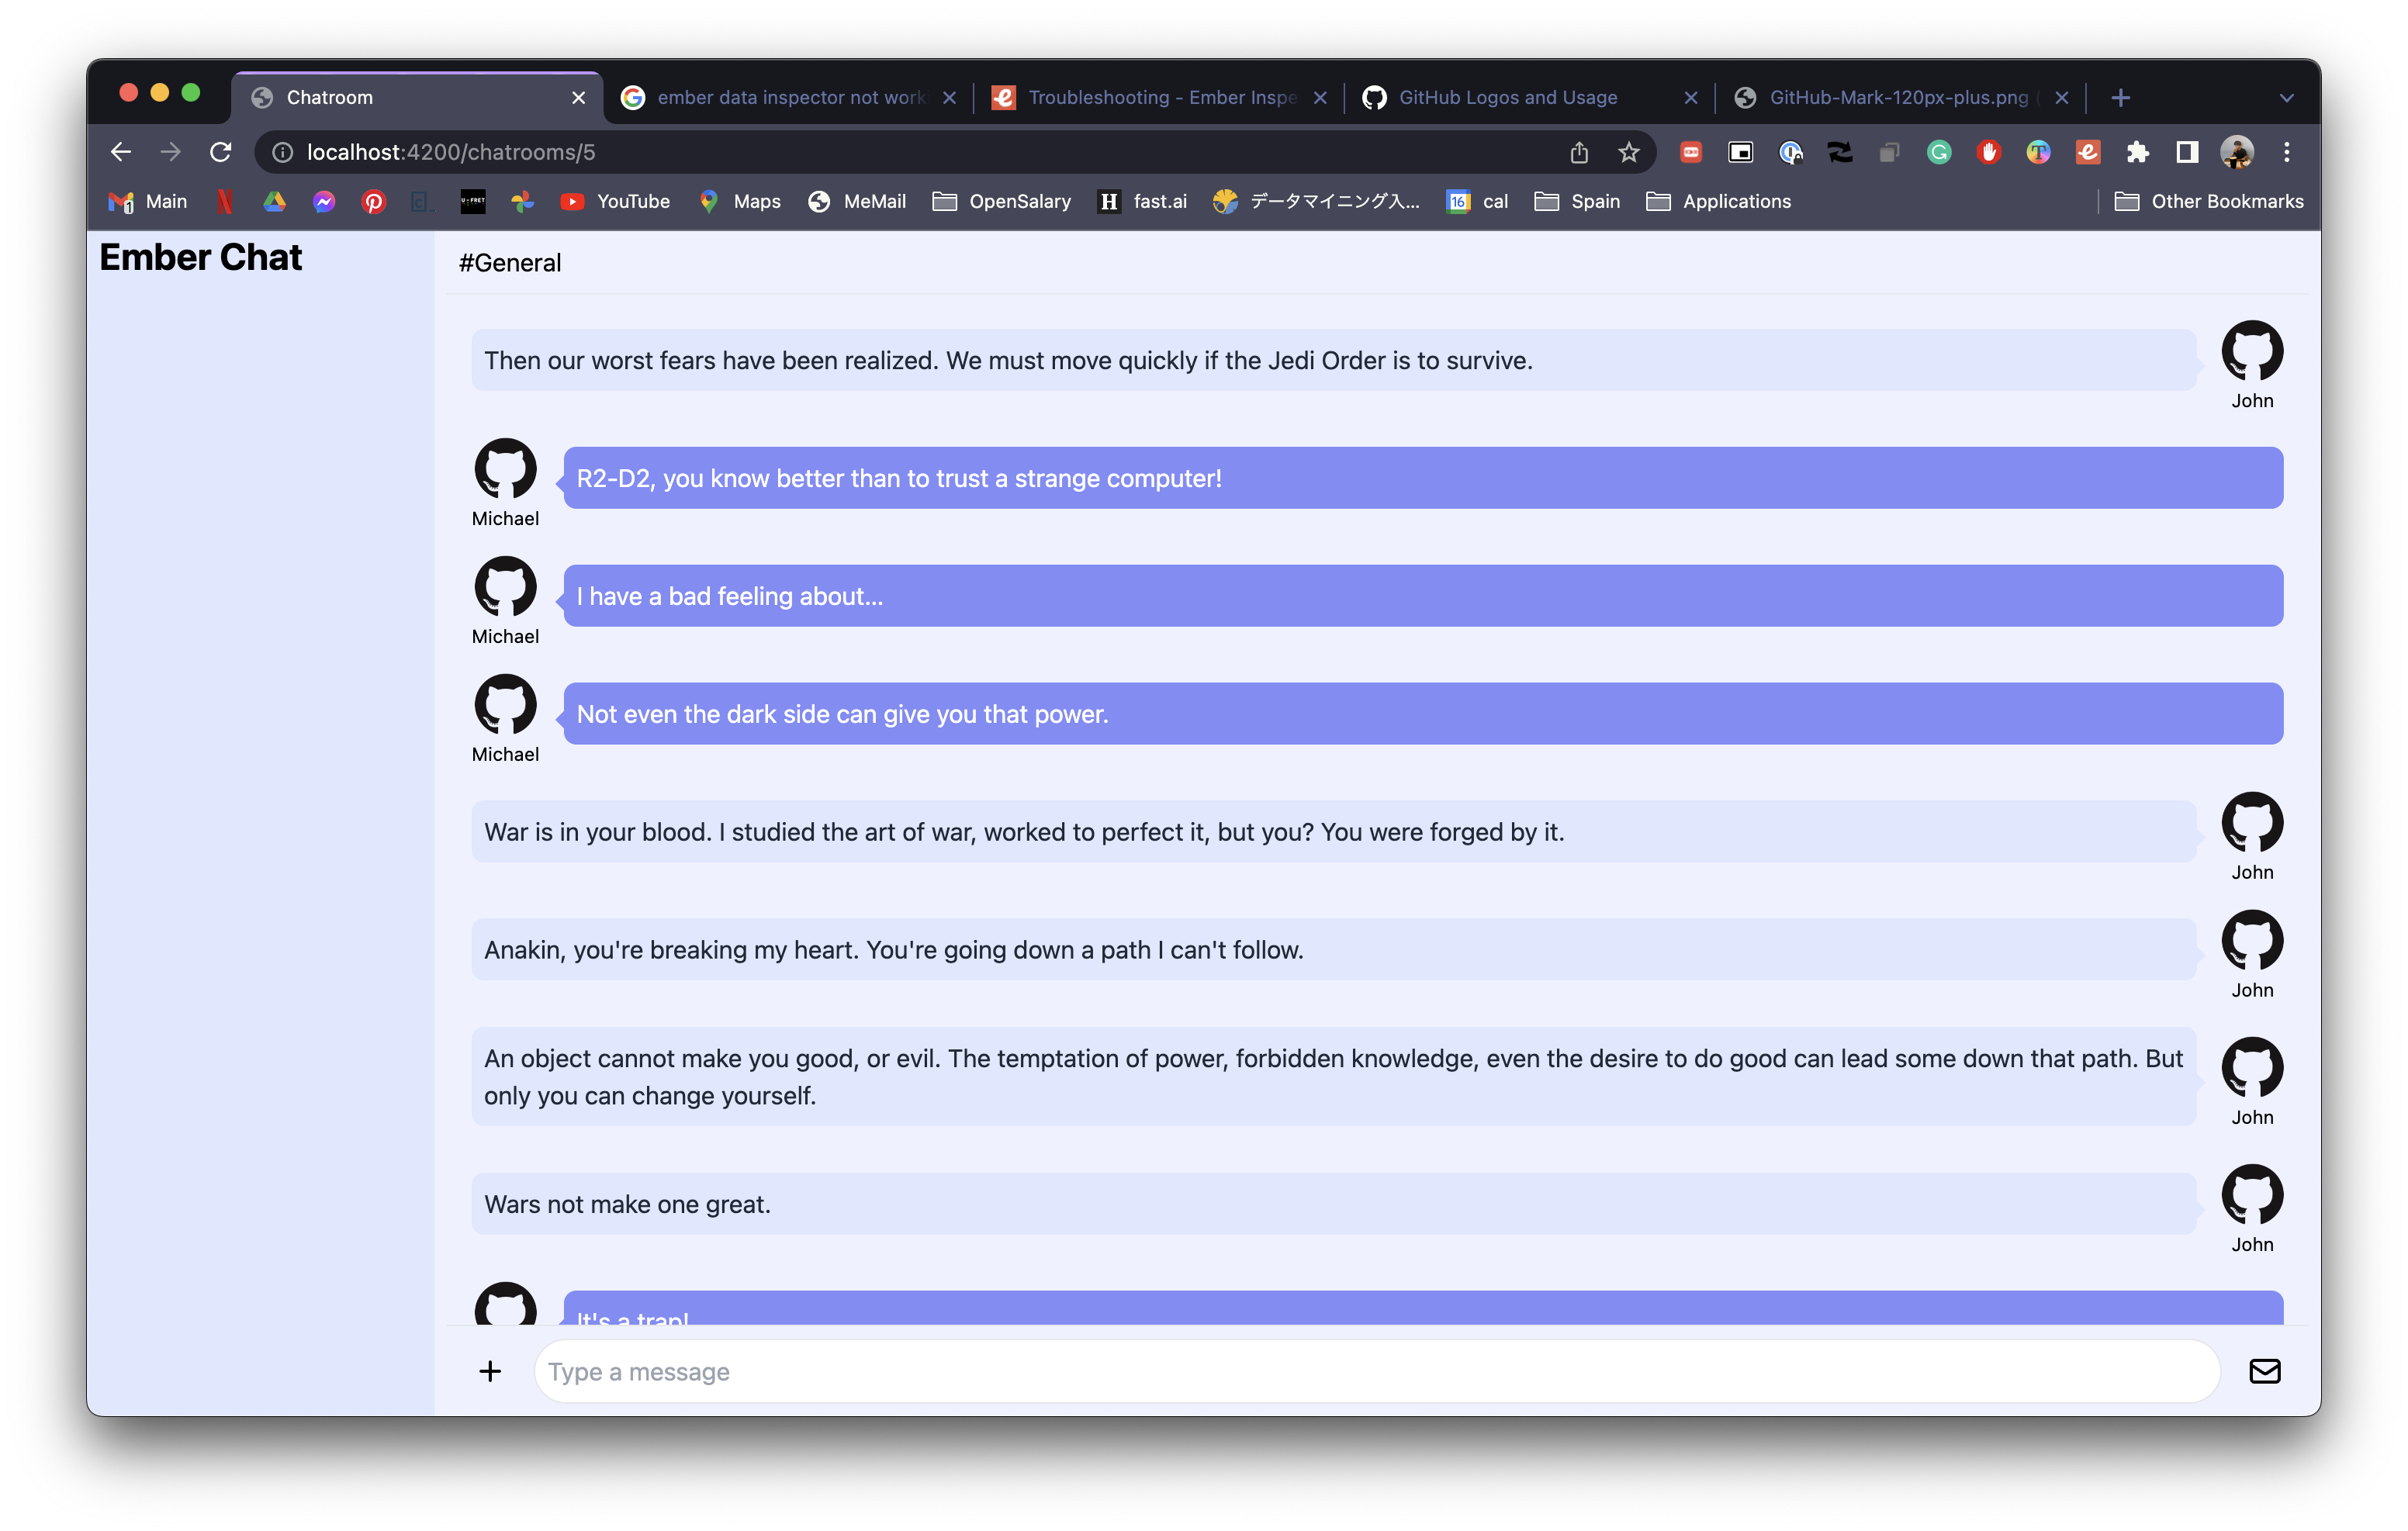 Chatroom
ember data inspector not work
Troubleshooting - Ember Inspe
GitHub Logos and Usage
GitHub-Mark-120px-plus.png (
localhost:4200/chatrooms/5
1
Main
U-FRET
YouTube
Maps
MeMail
OpenSalary
H
fast.ai
データマイニング入...
16
cal
Spain
Applications
Other Bookmarks
Ember Chat
#General
Then our worst fears have been realized. We must move quickly if the Jedi Order is to survive.
John
R2-D2, you know better than to trust a strange computer!
Michael
I have a bad feeling about...
Michael
Not even the dark side can give you that power.
Michael
War is in your blood. I studied the art of war, worked to perfect it, but you? You were forged by it.
John
Anakin, you're breaking my heart. You're going down a path I can't follow.
John
An object cannot make you good, or evil. The temptation of power, forbidden knowledge, even the desire to do good can lead some down that path. But
only you can change yourself.
John
Wars not make one great.
John
It's a trap!
Type a message